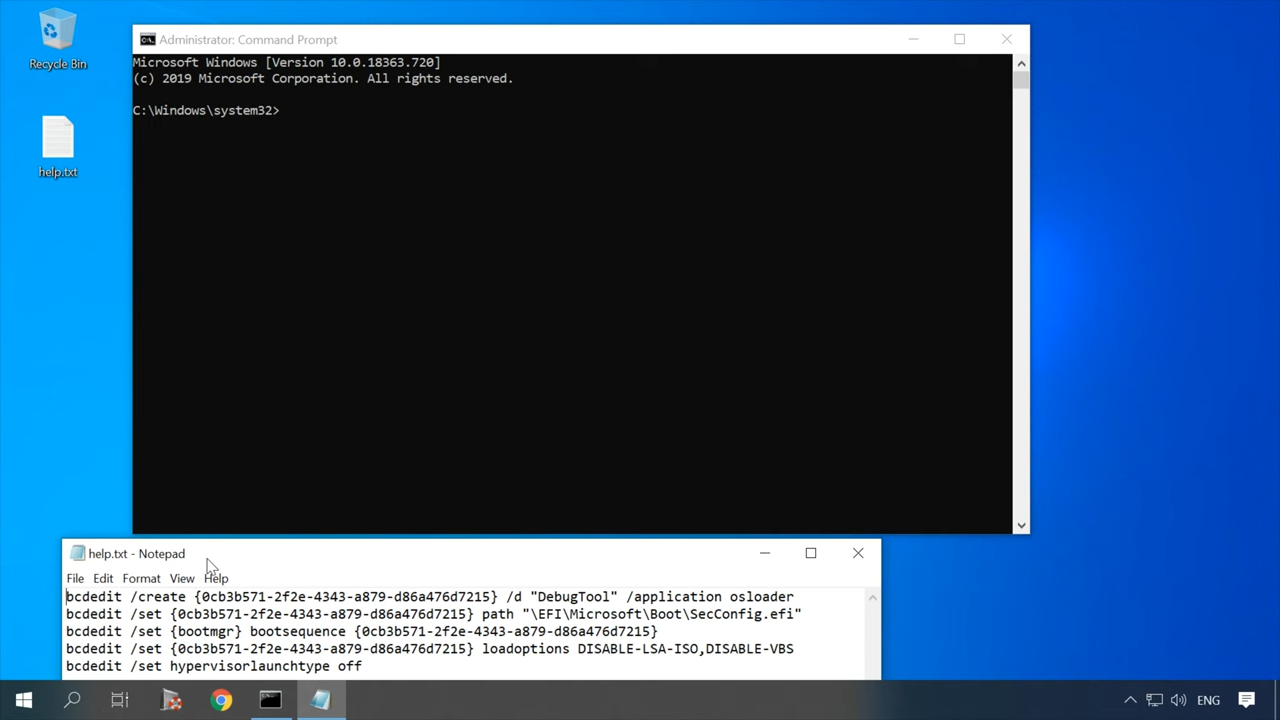 Recycle Bin
help.txt
Administrator: Command Prompt
Microsoft Windows [Version 10.0.18363.720]
(c) 2019 Microsoft Corporation. All rights reserved.
C:\Windows\system32>
help.txt - Notepad
File Edit Format View Help
bcdedit /create {0cb3b571-2f2e-4343-a879-d86a476d7215} /d "DebugTool" /application osloader
bcdedit /set {0cb3b571-2f2e-4343-a879-d86a476d7215} path "\EFI\Microsoft\Boot\SecConfig.efi"
bcdedit /set {bootmgr} bootsequence {0cb3b571-2f2e-4343-a879-d86a476d7215}
bcdedit /set {0cb3b571-2f2e-4343-a879-d86a476d7215} loadoptions DISABLE-LSA-ISO,DISABLE-VBS
bcdedit /set hypervisorlaunchtype off
ENG